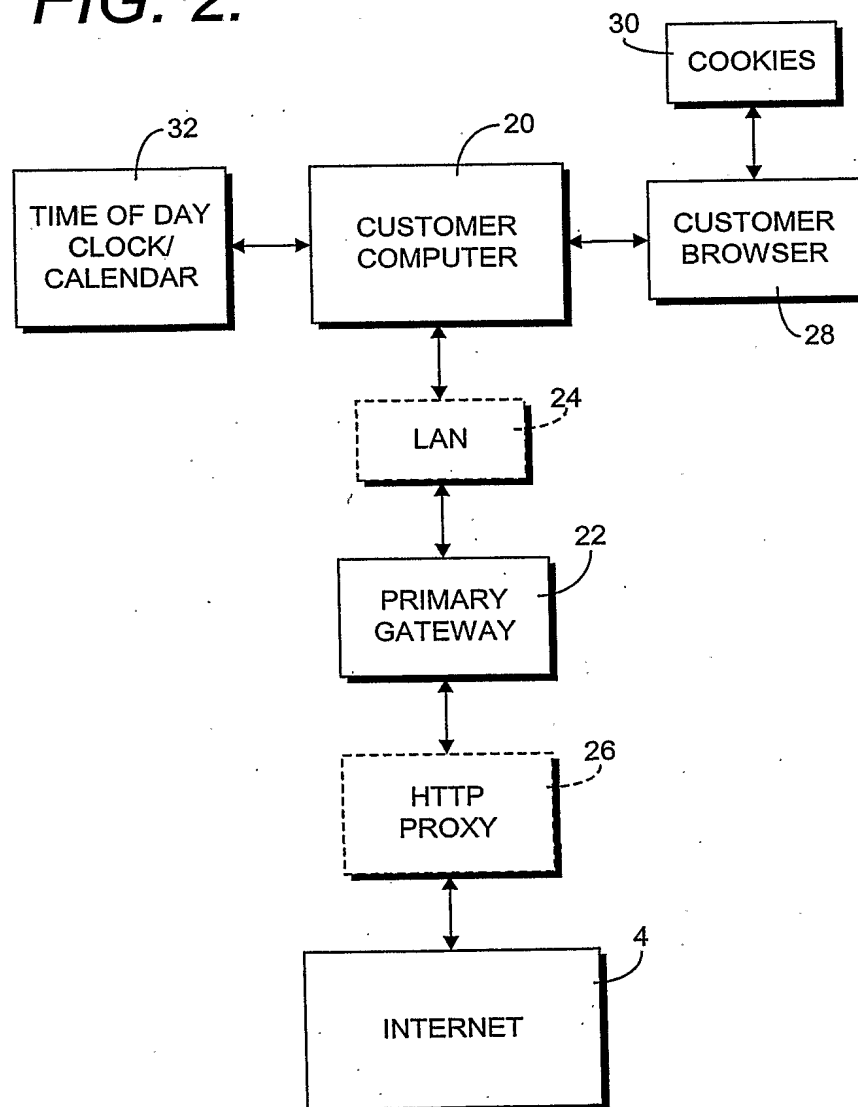 FIG. 2.
30
COOKIES
32
20
TIME OF DAY
CLOCK/
CALENDAR
CUSTOMER
COMPUTER
CUSTOMER
BROWSER
28
24
LAN
22
PRIMARY
GATEWAY
26
HTTP
PROXY
4
INTERNET